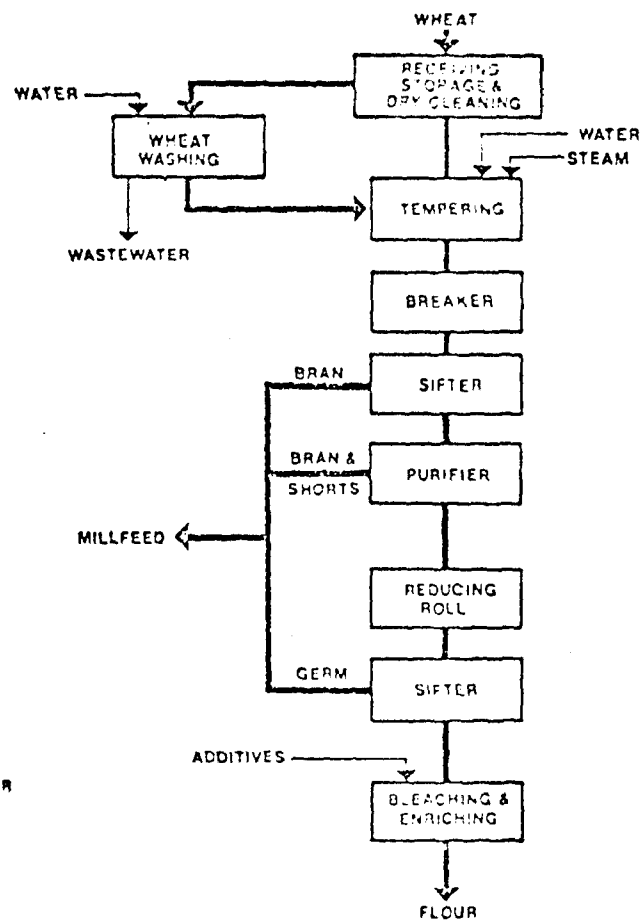 WHEAT
RECEIVING
STORAGE &
DRY CLEANING
WATER
WHEAT
WASHING
WATER
STEAM
TEMPERING
WASTEWATER
BREAKER
BRAN
SIFTER
BRAN &
SHORTS
PURIFIER
MILLFEED
REDUCING
ROLL
GERM
SIFTER
ADDITIVES
R
BLEACHING &
ENRICHING
FLOUR